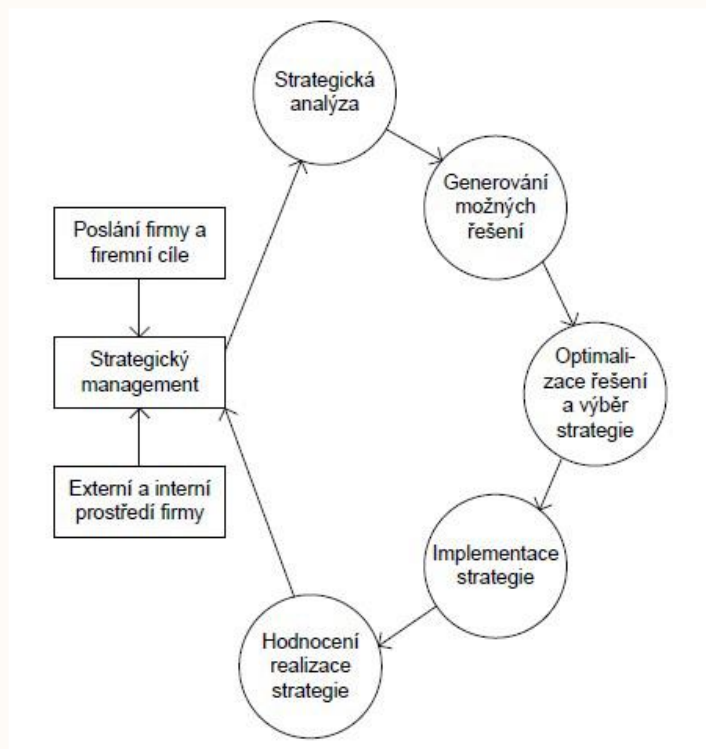 Strategická
analýza
Generování
možných
řešení
Poslání firmy a
firemní cíle
Strategický
management
Optimali-
zace řešení
a výběr
strategie
Externí a interní
prostředí firmy
Implementace
strategie
Hodnocení
realizace
strategie